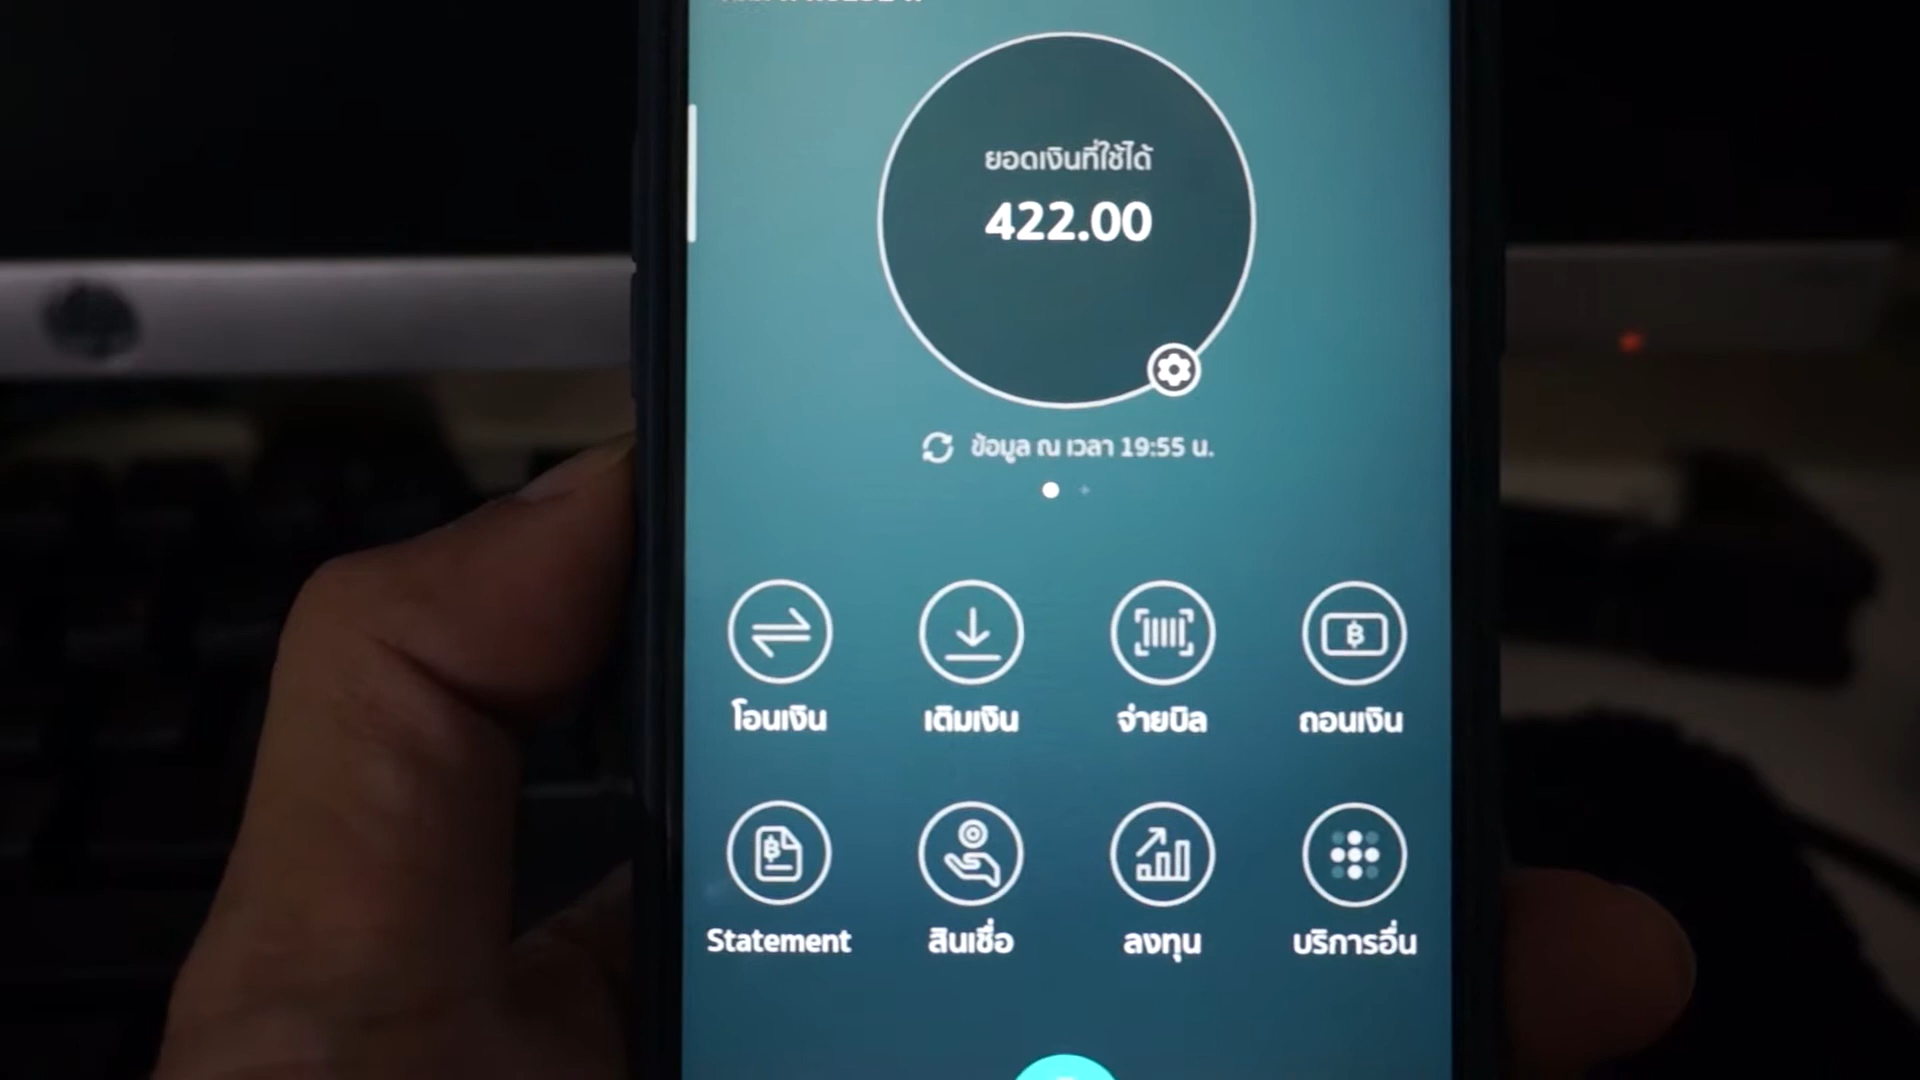 ยอดเงินที่ใช้ได้
422.00
ข้อมูล ณ เวลา 19:55 น.
โอนเงิน เติมเงิน จ่ายบิล ถอนเงิน
Statement สินเชื่อ ลงทุน บริการอื่น